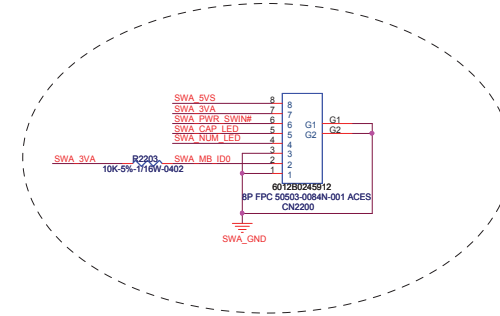 SWA_5VS 8 8
SWA_3VA 7 7
SWA_PWR_SWIN# 6 6 G1 G1
SWA_CAP_LED 5 5 G2 G2
SWA_NUM_LED 4 4
3 3
SWA_3VA R2203 SWA_MB_ID0 2 2
10K-5%-1/16W-0402 1 1
6012B0245912
8P FPC 50503-0084N-001 ACES
CN2200
SWA_GND